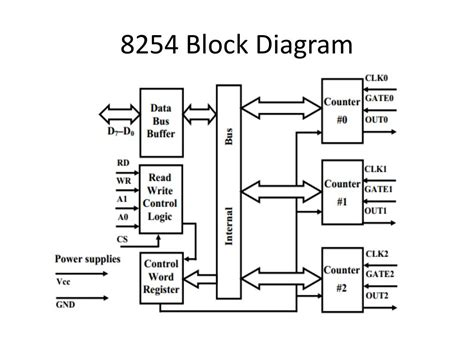 8254 Block Diagram
Data
Bus
Buffer
D7–D0
RD
WR
A1
A0
CS
Read
Write
Control
Logic
Power supplies
Vcc
GND
Control
Word
Register
Internal Bus
Counter
#0
CLK0
GATE0
OUT0
Counter
#1
CLK1
GATE1
OUT1
Counter
#2
CLK2
GATE2
OUT2